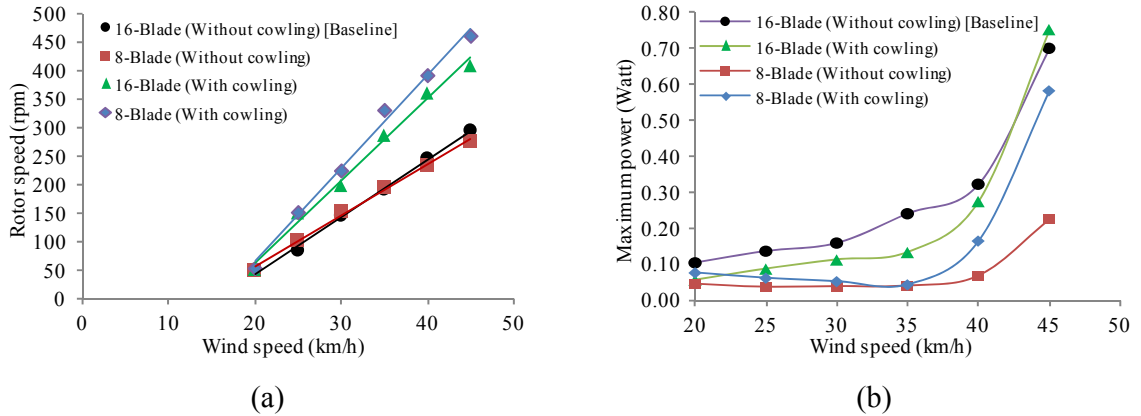 500
450
400
350
300
250
200
150
100
50
0
Rotor speed (rpm)
16-Blade (Without cowling) [Baseline]
8-Blade (Without cowling)
16-Blade (With cowling)
8-Blade (With cowling)
0 10 20 30 40 50
Wind speed (km/h)
(a)
0.80
0.70
0.60
0.50
0.40
0.30
0.20
0.10
0.00
Maximum power (Watt)
16-Blade (Without cowling) [Baseline]
16-Blade (With cowling)
8-Blade (Without cowling)
8-Blade (With cowling)
20 25 30 35 40 45 50
Wind speed (km/h)
(b)